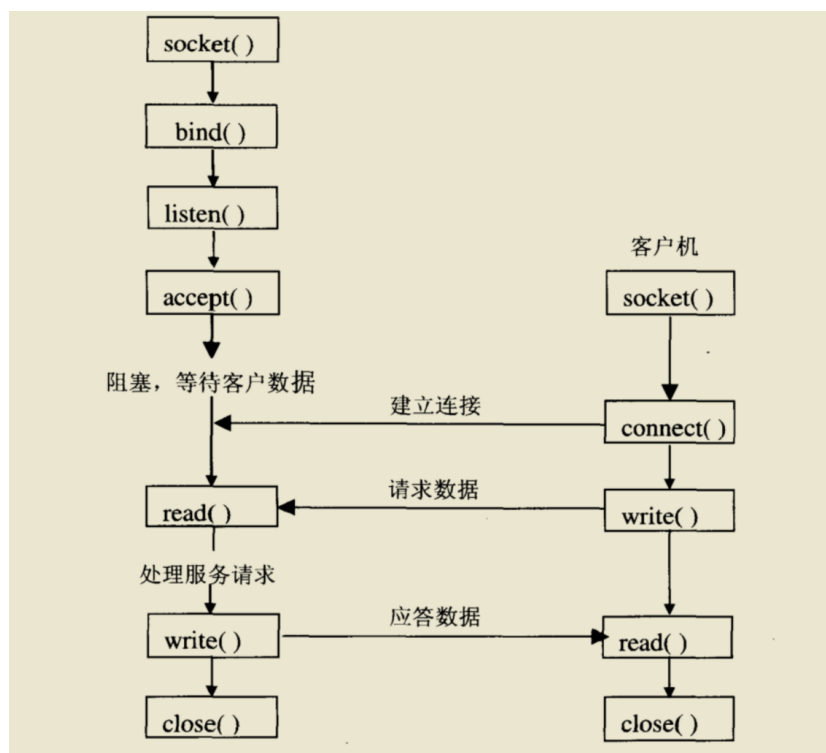 socket( )
bind( )
listen( )
accept( )
阻塞，等待客户数据
客户机
socket( )
建立连接
connect( )
请求数据
read( )
write( )
处理服务请求
应答数据
write( )
read( )
close( )
close( )